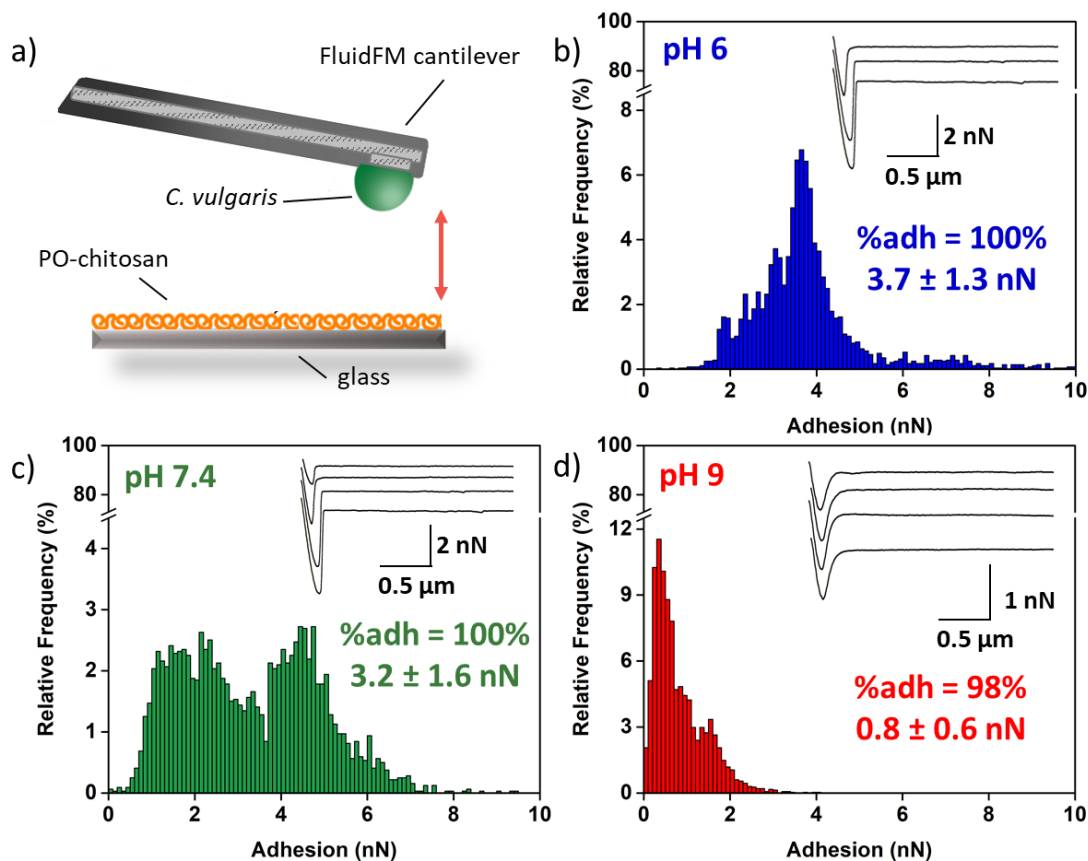 a)
FluidFM cantilever
C. vulgaris
PO-chitosan
glass
b)
pH 6
100
80
8
6
4
2
0
Relative Frequency (%)
2 nN
0.5 µm
%adh = 100%
3.7 ± 1.3 nN
0 2 4 6 8 10
Adhesion (nN)
c)
pH 7.4
100
80
4
3
2
1
0
Relative Frequency (%)
2 nN
0.5 µm
%adh = 100%
3.2 ± 1.6 nN
0 2 4 6 8 10
Adhesion (nN)
d)
pH 9
100
80
12
9
6
3
0
Relative Frequency (%)
1 nN
0.5 µm
%adh = 98%
0.8 ± 0.6 nN
0 2 4 6 8 10
Adhesion (nN)